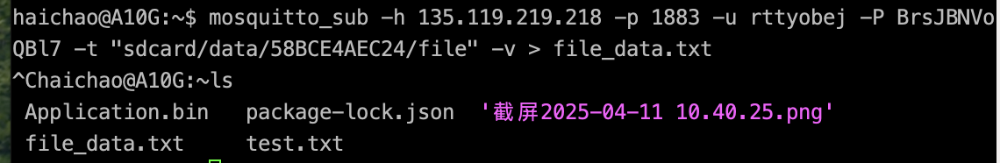 haichao@A10G:~$ mosquitto_sub -h 135.119.219.218 -p 1883 -u rttyobej -P BrsJBNVo
QBl7 -t "sdcard/data/58BCE4AEC24/file" -v > file_data.txt
^Chaichao@A10G:~ls
Application.bin package-lock.json '截屏2025-04-11 10.40.25.png'
file_data.txt test.txt